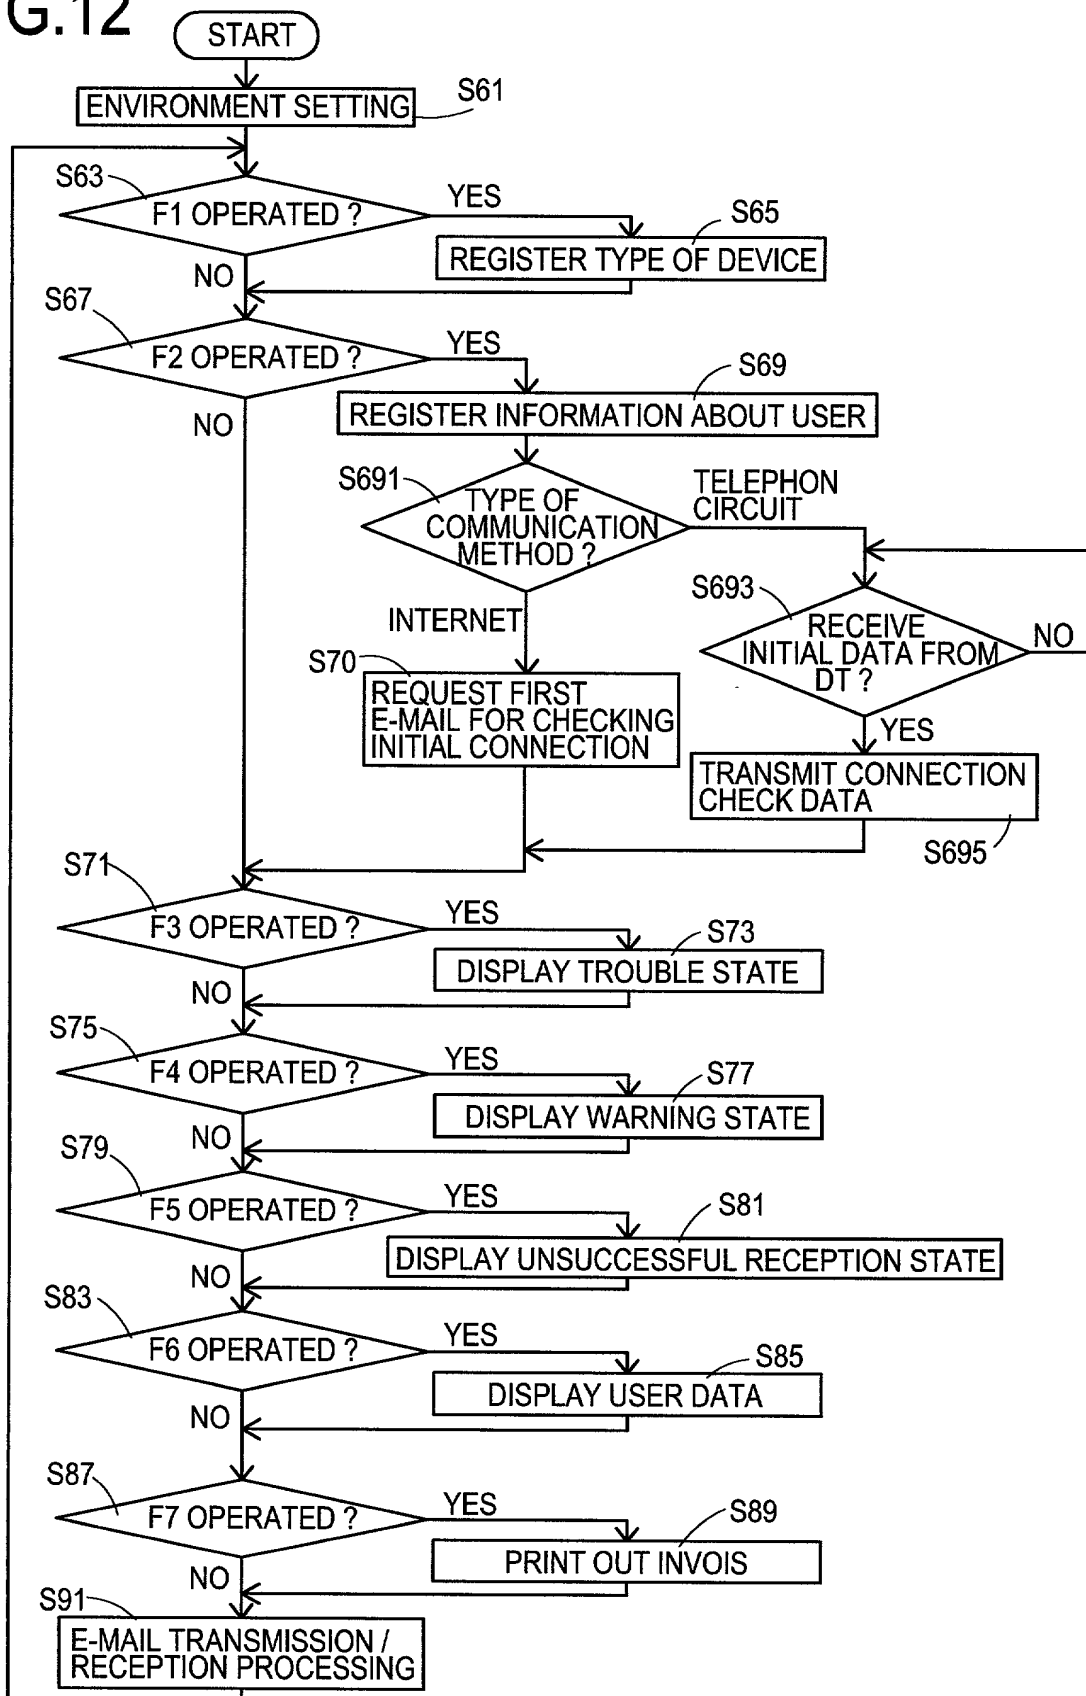 G.12
START
ENVIRONMENT SETTING
S61
S63
F1 OPERATED ?
YES
S65
REGISTER TYPE OF DEVICE
NO
S67
F2 OPERATED ?
YES
S69
REGISTER INFORMATION ABOUT USER
NO
S691
TYPE OF
COMMUNICATION
METHOD ?
TELEPHON
CIRCUIT
INTERNET
S693
RECEIVE
INITIAL DATA FROM
DT ?
NO
YES
S70
REQUEST FIRST
E-MAIL FOR CHECKING
INITIAL CONNECTION
TRANSMIT CONNECTION
CHECK DATA
S695
S71
F3 OPERATED ?
YES
S73
DISPLAY TROUBLE STATE
NO
S75
F4 OPERATED ?
YES
S77
DISPLAY WARNING STATE
NO
S79
F5 OPERATED ?
YES
S81
DISPLAY UNSUCCESSFUL RECEPTION STATE
NO
S83
F6 OPERATED ?
YES
S85
DISPLAY USER DATA
NO
S87
F7 OPERATED ?
YES
S89
PRINT OUT INVOIS
NO
S91
E-MAIL TRANSMISSION /
RECEPTION PROCESSING